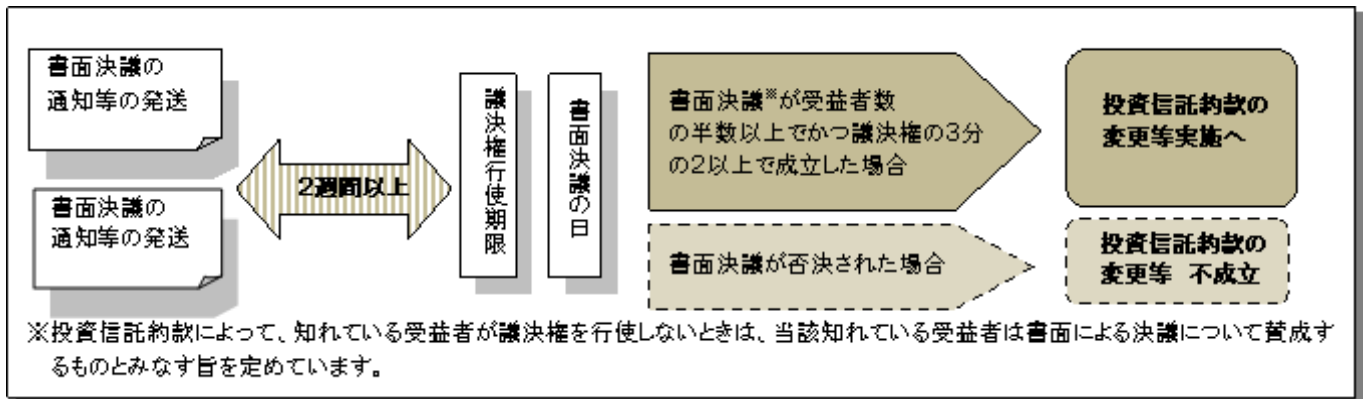 書面決議の
通知等の発送
書面決議の
通知等の発送
2週間以上
議決権行使期限
書面決議の日
書面決議※が受益者数
の半数以上でかつ議決権の3分
の2以上で成立した場合
投資信託約款の
変更等実施へ
書面決議が否決された場合
投資信託約款の
変更等 不成立
※投資信託約款によって、知れている受益者が議決権を行使しないときは、当該知れている受益者は書面による決議について賛成す
るものとみなす旨を定めています。